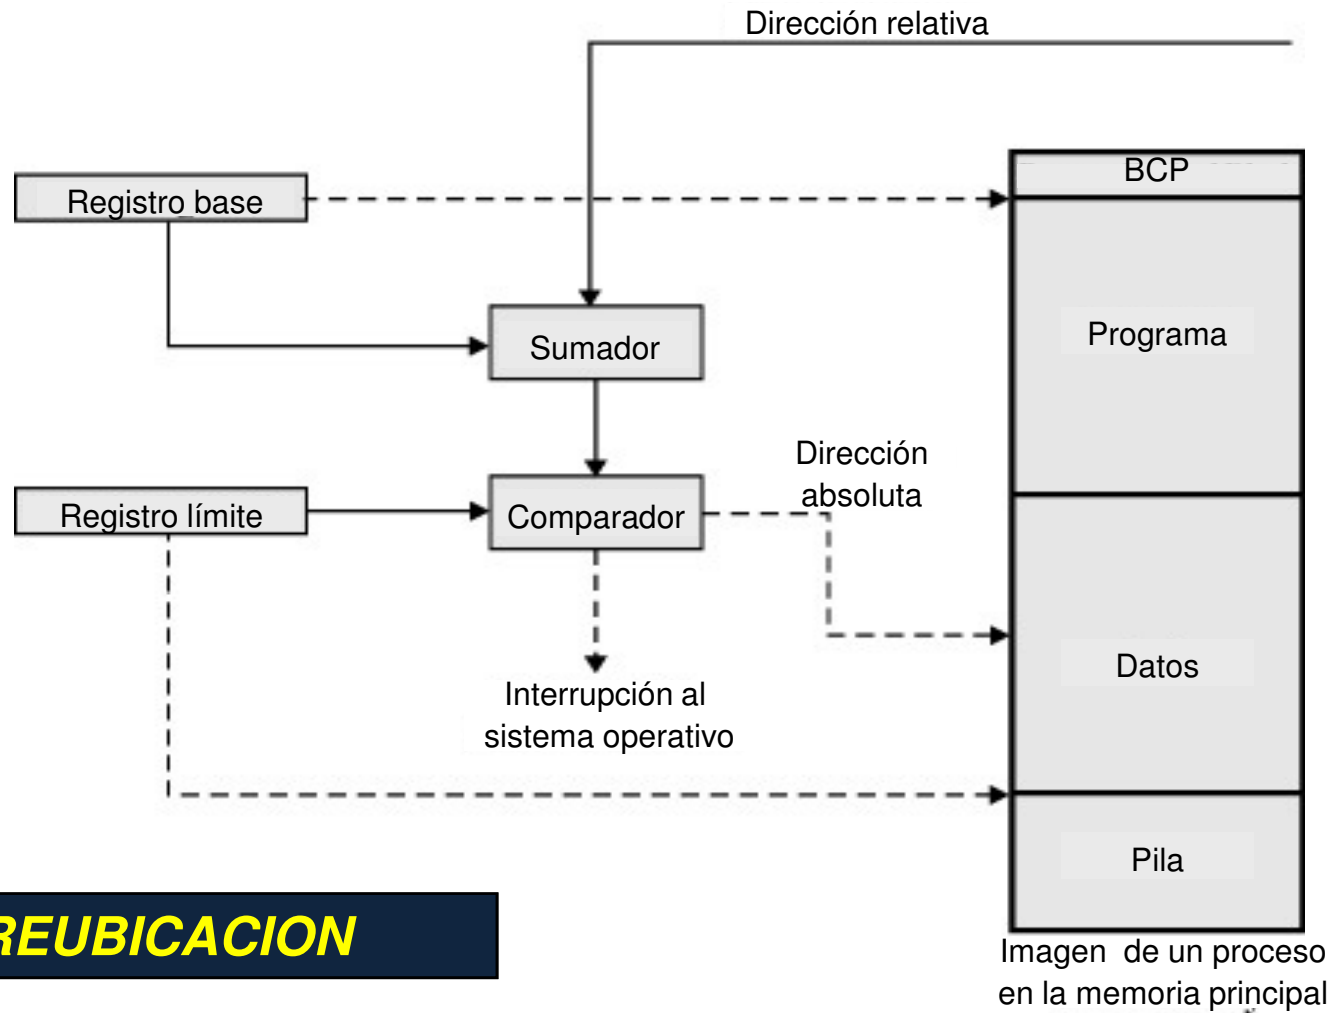 Dirección relativa
BCP
Registro base
Programa
Sumador
Dirección
absoluta
Registro límite
Comparador
Datos
Interrupción al
sistema operativo
Pila
REUBICACION
Imagen de un proceso
en la memoria principal